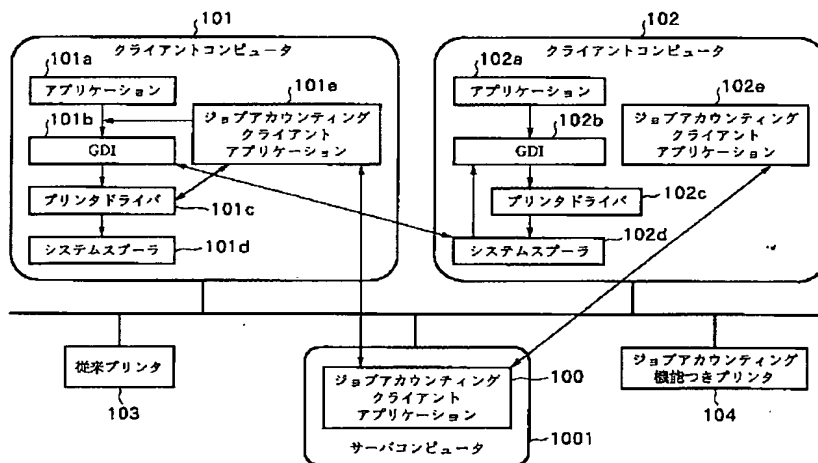 101
クライアントコンピュータ
101a
アプリケーション
101e
ジョブアカウンティング
クライアント
アプリケーション
101b
GDI
プリンタドライバ
101c
システムスプーラ
101d
102
クライアントコンピュータ
102a
アプリケーション
102e
ジョブアカウンティング
クライアント
アプリケーション
102b
GDI
プリンタドライバ
102c
システムスプーラ
102d
従来プリンタ
103
ジョブアカウンティング
クライアント
アプリケーション
100
サーバコンピュータ
1001
ジョブアカウンティング
機能つきプリンタ
104